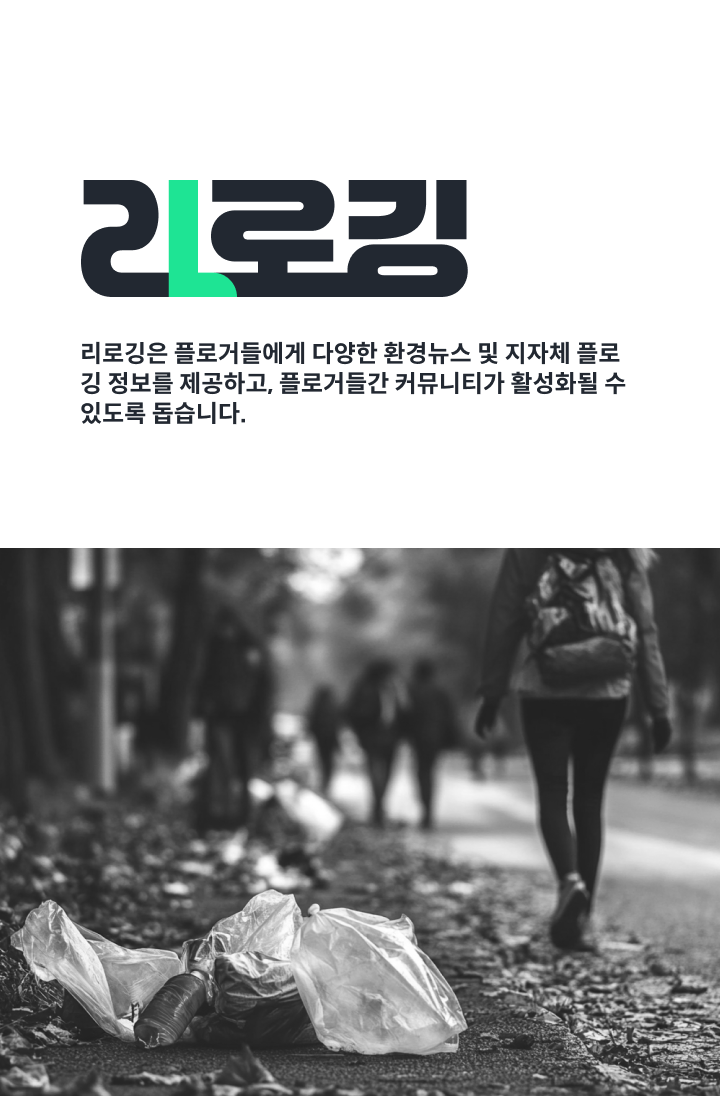 리로깅
리로깅은 플로거들에게 다양한 환경뉴스 및 지자체 플로
깅 정보를 제공하고, 플로거들간 커뮤니티가 활성화될 수
있도록 돕습니다.